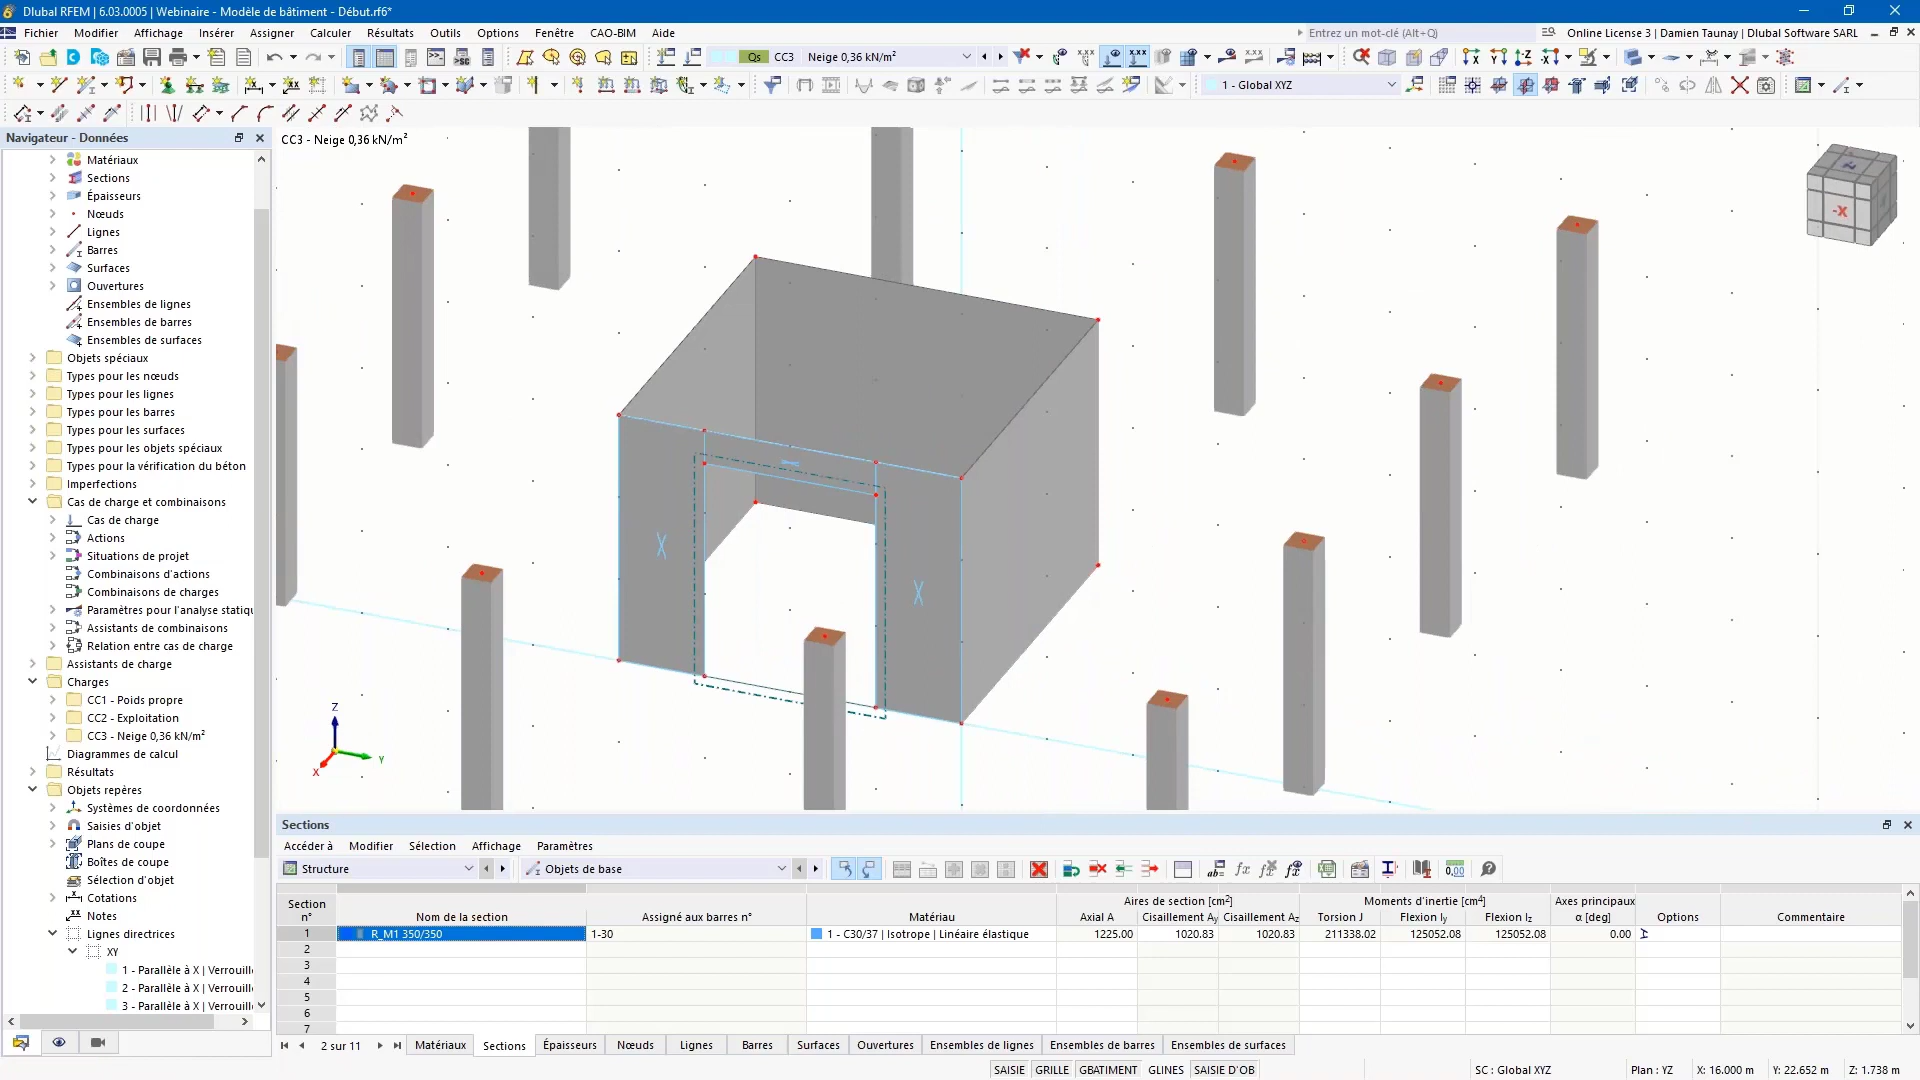 Dlubal RFEM | 6.03.0005 | Webinaire - Modèle de bâtiment - Début.rf6*
Fichier Modifier Affichage Insérer Assigner Calculer Résultats Outils Options Fenêtre CAO-BIM Aide
Entrez un mot-clé (Alt+Q)
Online License 3 | Damien Taunay | Dlubal Software SARL
Qs CC3 Neige 0,36 kN/m²
1 - Global XYZ
Navigateur - Données
Matériaux
Sections
Épaisseurs
Nœuds
Lignes
Barres
Surfaces
Ouvertures
Ensembles de lignes
Ensembles de barres
Ensembles de surfaces
Objets spéciaux
Types pour les nœuds
Types pour les lignes
Types pour les barres
Types pour les surfaces
Types pour les objets spéciaux
Types pour la vérification du béton
Imperfections
Cas de charge et combinaisons
Cas de charge
Actions
Situations de projet
Combinaisons d'actions
Combinaisons de charges
Paramètres pour l'analyse statiqu
Assistants de combinaisons
Relation entre cas de charge
Assistants de charge
Charges
CC1 - Poids propre
CC2 - Exploitation
CC3 - Neige 0,36 kN/m²
Diagrammes de calcul
Résultats
Objets repères
Systèmes de coordonnées
Saisies d'objet
Plans de coupe
Boîtes de coupe
Sélection d'objet
Cotations
Notes
Lignes directrices
XY
1 - Parallèle à X | Verrouillé
2 - Parallèle à X | Verrouillé
3 - Parallèle à X | Verrouillé
CC3 - Neige 0,36 kN/m²
-X
Z
Y
X
Sections
Accéder à Modifier Sélection Affichage Paramètres
Structure
Objets de base
Section n° Nom de la section Assigné aux barres n° Matériau
Aires de section [cm²] Axial A Cisaillement Ay Cisaillement Az
Moments d'inertie [cm⁴] Torsion J Flexion Iy Flexion Iz
Axes principaux α [deg] Options Commentaire
1 R_M1 350/350 1-30 1 - C30/37 | Isotrope | Linéaire élastique 1225.00 1020.83 1020.83 211338.02 125052.08 125052.08 0.00
2
3
4
5
6
7
2 sur 11 Matériaux Sections Épaisseurs Nœuds Lignes Barres Surfaces Ouvertures Ensembles de lignes Ensembles de barres Ensembles de surfaces
SAISIE GRILLE GBATIMENT GLINES SAISIE D'OB
SC : Global XYZ Plan : YZ X: 16.000 m Y: 22.652 m Z: 1.738 m